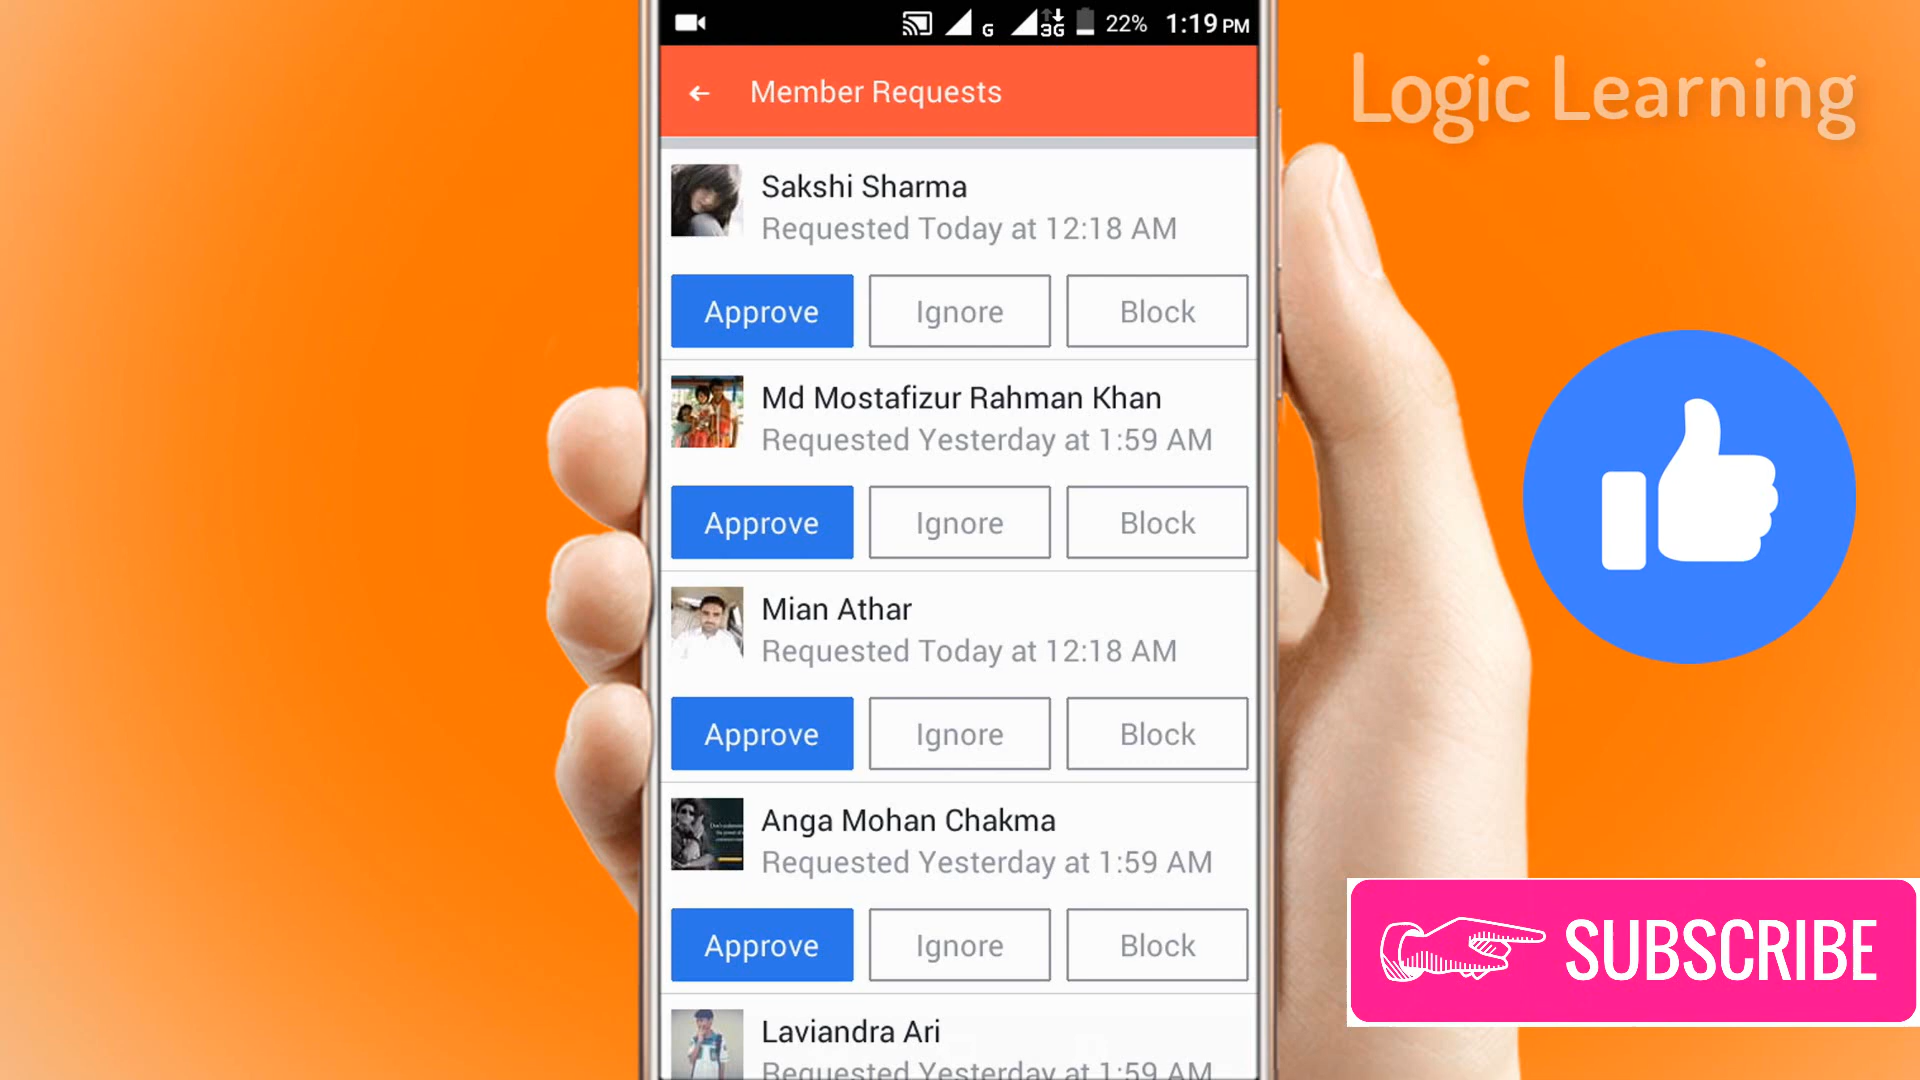 G 3G 22% 1:19 PM
Member Requests
Logic Learning
Sakshi Sharma
Requested Today at 12:18 AM
Approve Ignore Block
Md Mostafizur Rahman Khan
Requested Yesterday at 1:59 AM
Approve Ignore Block
Mian Athar
Requested Today at 12:18 AM
Approve Ignore Block
Anga Mohan Chakma
Requested Yesterday at 1:59 AM
Approve Ignore Block
SUBSCRIBE
Laviandra Ari
Requested Yesterday at 1:59 AM